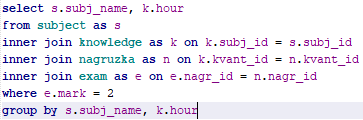 select s.subj_name, k.hour
from subject as s
inner join knowledge as k on k.subj_id = s.subj_id
inner join nagruzka as n on k.kvant_id = n.kvant_id
inner join exam as e on e.nagr_id = n.nagr_id
where e.mark = 2
group by s.subj_name, k.hour